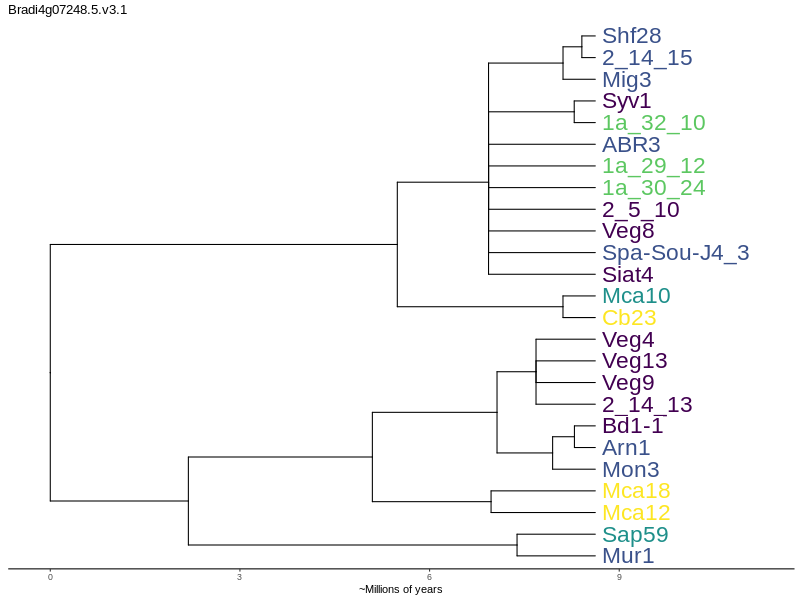 Bradi4g07248.5.v3.1
Shf28
2_14_15
Mig3
Syv1
1a_32_10
ABR3
1a_29_12
1a_30_24
2_5_10
Veg8
Spa-Sou-J4_3
Siat4
Mca10
Cb23
Veg4
Veg13
Veg9
2_14_13
Bd1-1
Arn1
Mon3
Mca18
Mca12
Sap59
Mur1
0 3 6 9
~Millions of years